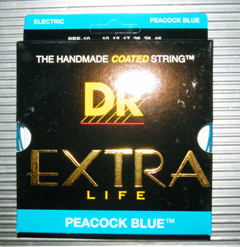 ELECTRIC PEACOCK BLUE
THE HANDMADE COATED STRING™
DR
EXTRA
LIFE
PEACOCK BLUE™